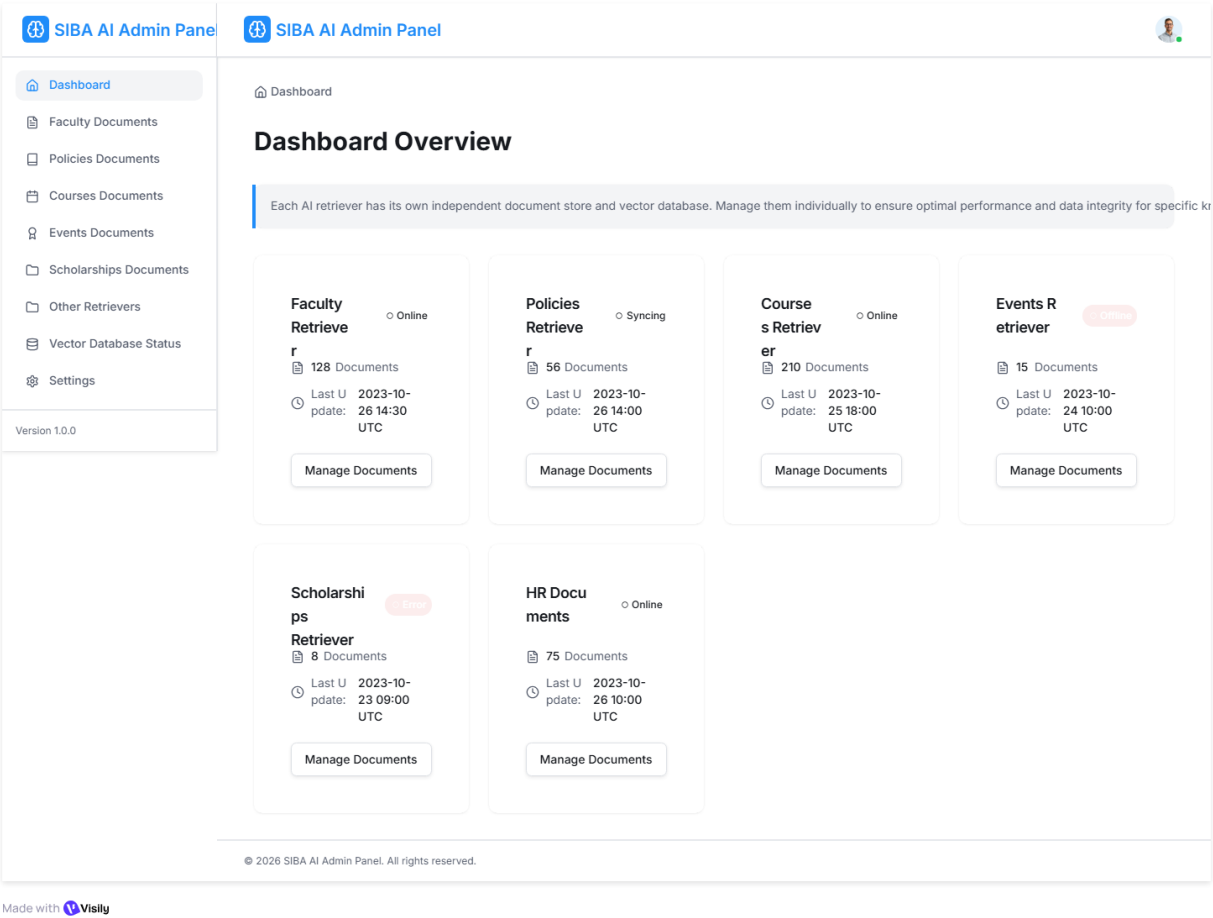 SIBA AI Admin Panel
SIBA AI Admin Panel
Dashboard
Faculty Documents
Policies Documents
Courses Documents
Events Documents
Scholarships Documents
Other Retrievers
Vector Database Status
Settings
Version 1.0.0
Dashboard
Dashboard Overview
Each AI retriever has its own independent document store and vector database. Manage them individually to ensure optimal performance and data integrity for specific kn
Faculty
Retrieve
r
Online
128 Documents
Last U
pdate:
2023-10-
26 14:30
UTC
Manage Documents
Policies
Retrieve
r
Syncing
56 Documents
Last U
pdate:
2023-10-
26 14:00
UTC
Manage Documents
Course
s Retriev
er
Online
210 Documents
Last U
pdate:
2023-10-
25 18:00
UTC
Manage Documents
Events R
etriever
Offline
15 Documents
Last U
pdate:
2023-10-
24 10:00
UTC
Manage Documents
Scholarshi
ps
Retriever
Error
8 Documents
Last U
pdate:
2023-10-
23 09:00
UTC
Manage Documents
HR Docu
ments
Online
75 Documents
Last U
pdate:
2023-10-
26 10:00
UTC
Manage Documents
© 2026 SIBA AI Admin Panel. All rights reserved.
Made with Visily